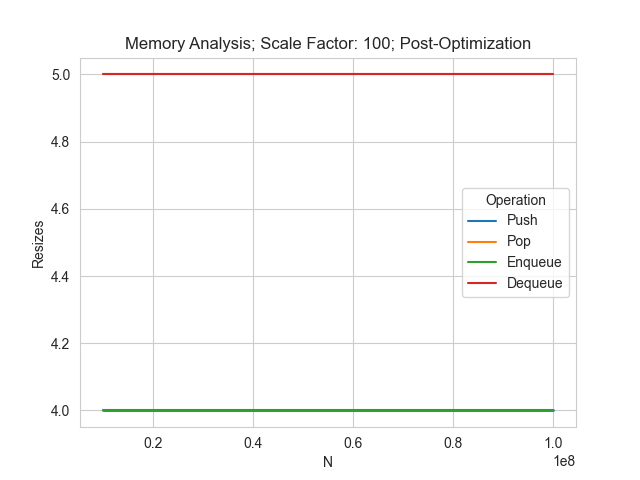 Memory Analysis; Scale Factor: 100; Post-Optimization
5.0
4.8
4.6
4.4
4.2
4.0
Resizes
Operation
Push
Pop
Enqueue
Dequeue
0.2 0.4 0.6 0.8 1.0
1e8
N